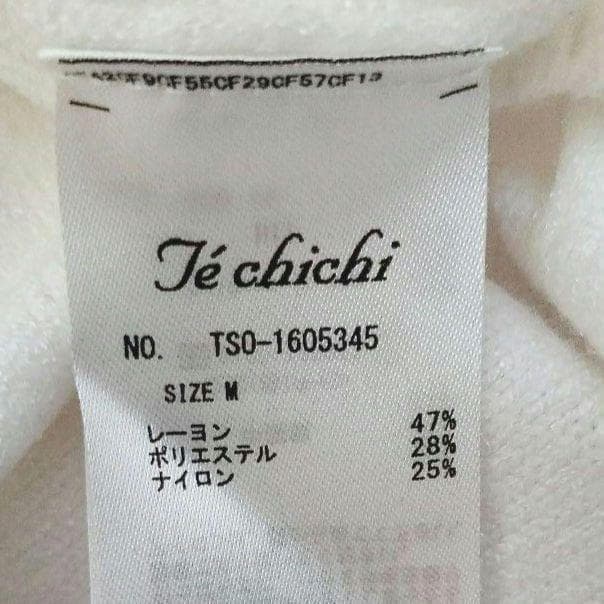 Té chichi
NO. TSO-1605345
SIZE M
レーヨン 47%
ポリエステル 28%
ナイロン 25%